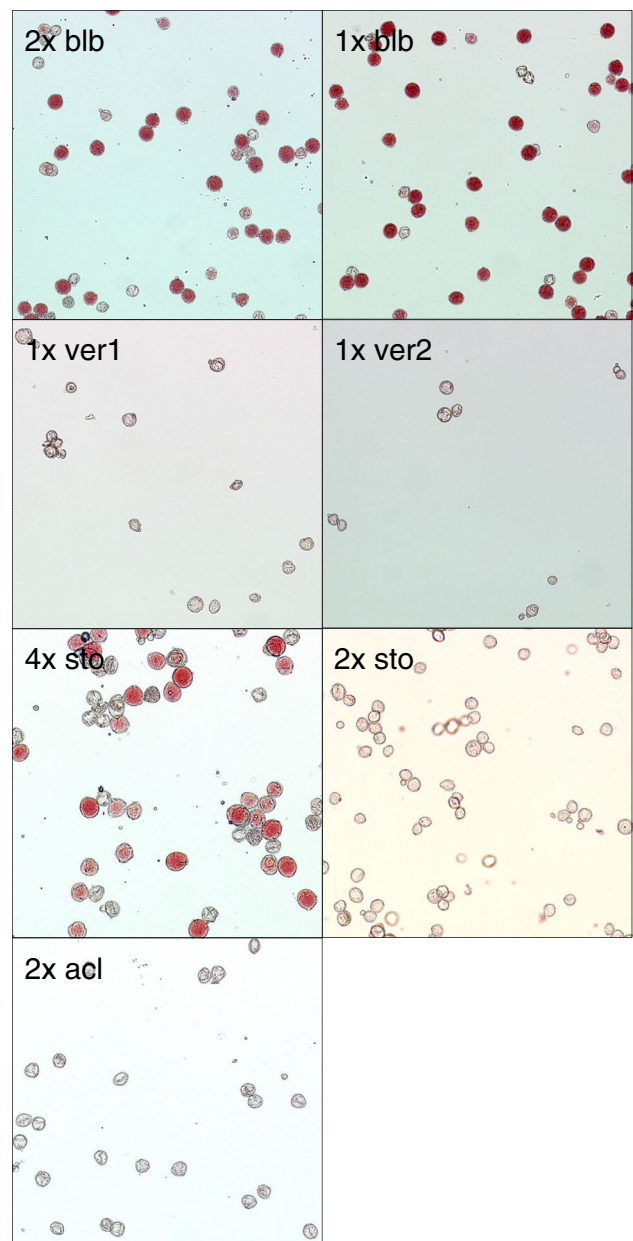 2x blb
1x blb
1x ver1
1x ver2
4x sto
2x sto
2x acl